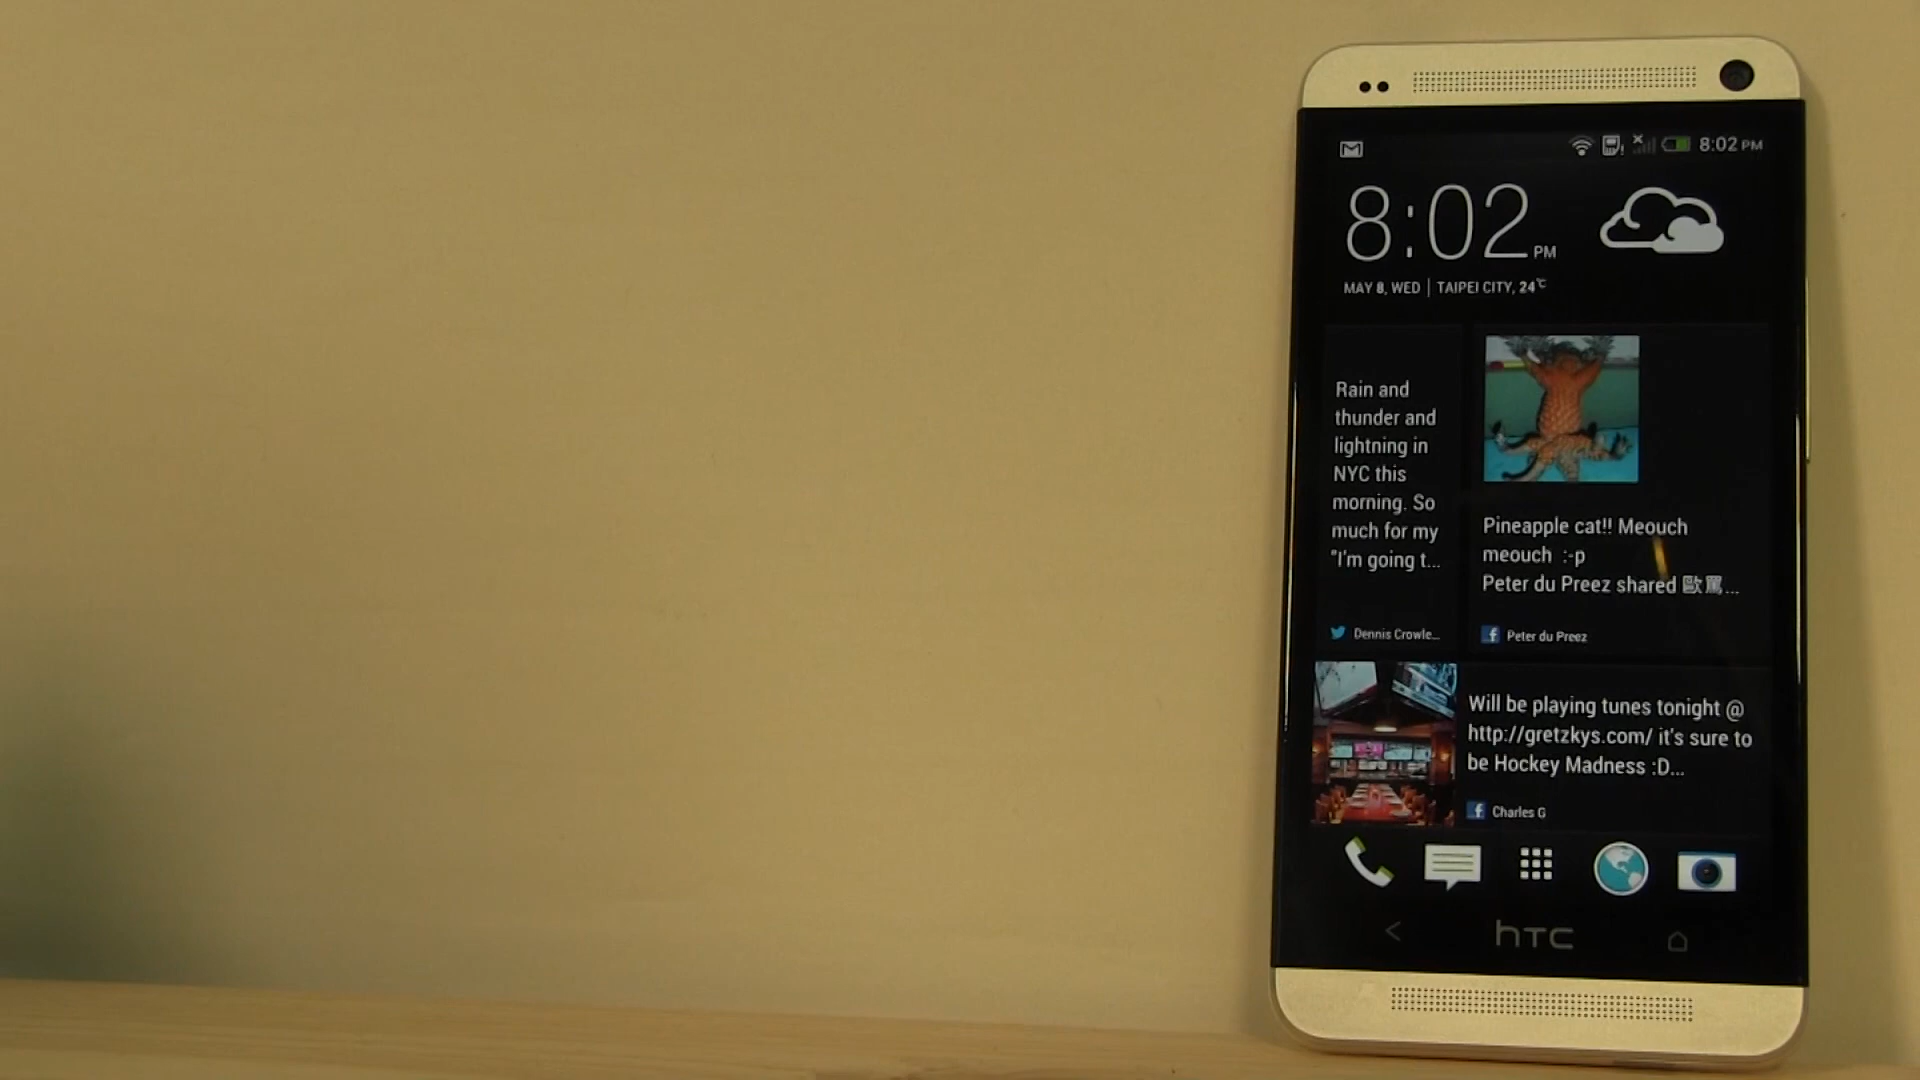 8:02 PM
8:02 PM
MAY 8, WED | TAIPEI CITY, 24°C
Rain and
thunder and
lightning in
NYC this
morning. So
much for my
"I'm going t...
Dennis Crowle...
Pineapple cat!! Meouch
meouch :-p
Peter du Preez shared 歐罵...
Peter du Preez
Will be playing tunes tonight @
http://gretzkys.com/ it's sure to
be Hockey Madness :D...
Charles G
hTC